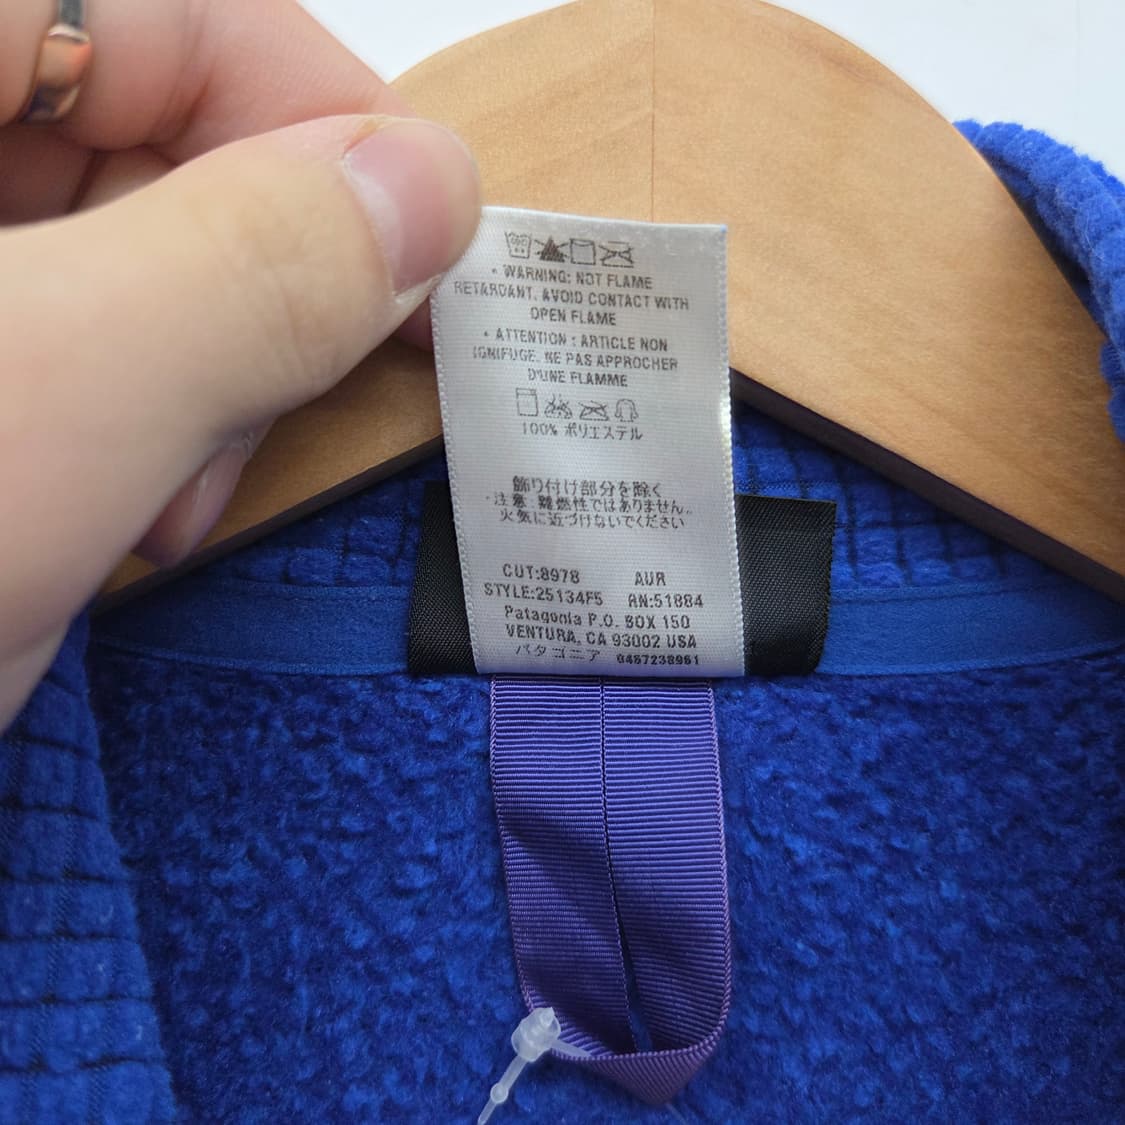 • WARNING: NOT FLAME
RETARDANT. AVOID CONTACT WITH
OPEN FLAME
• ATTENTION : ARTICLE NON
IGNIFUGE. NE PAS APPROCHER
D'UNE FLAMME
100% ポリエステル
飾り付け部分を除く
・注意 難燃性ではありません。
火気に近づけないでください
CUT:8978 AUR
STYLE:25134F5 RN:51884
Patagonia P.O. BOX 150
VENTURA, CA 93002 USA
パタゴニア 0467238961